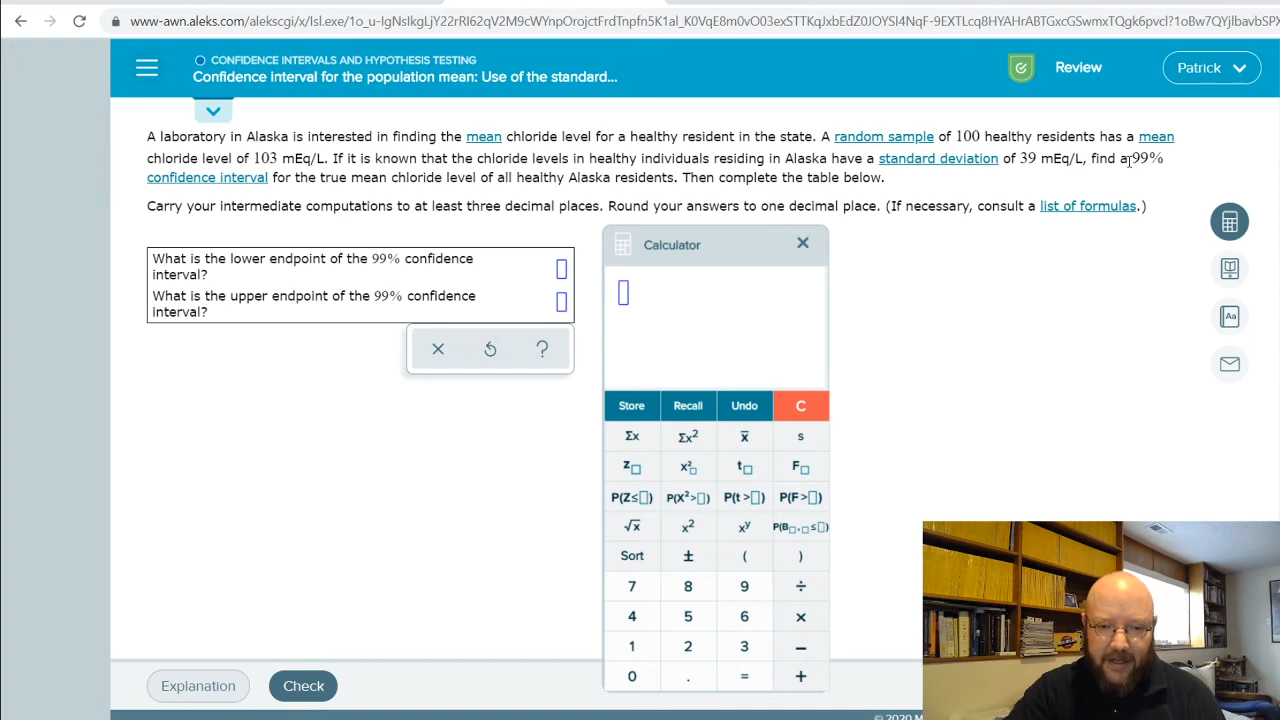 www-awn.aleks.com/alekscgi/x/Isl.exe/1o_u-IgNsIkgLjY22rRI62qV2M9cWYnpOrojctFrdTnpfn5K1al_K0VqE8m0vO03exSTTKIJxbEdZ0JOYSI4NqF-9EXTLcq8HYAHrABTGxcGSwmxTQgk6pvcl?1oBw7QYjlbavbSPX
CONFIDENCE INTERVALS AND HYPOTHESIS TESTING
Confidence interval for the population mean: Use of the standard...
Review
Patrick
A laboratory in Alaska is interested in finding the mean chloride level for a healthy resident in the state. A random sample of 100 healthy residents has a mean
chloride level of 103 mEq/L. If it is known that the chloride levels in healthy individuals residing in Alaska have a standard deviation of 39 mEq/L, find a 99%
confidence interval for the true mean chloride level of all healthy Alaska residents. Then complete the table below.
Carry your intermediate computations to at least three decimal places. Round your answers to one decimal place. (If necessary, consult a list of formulas.)
What is the lower endpoint of the 99% confidence
interval?
What is the upper endpoint of the 99% confidence
interval?
× ?
Calculator ×
Store Recall Undo C
Σx Σx² x̄ s
z□ x²□ t□ F□
P(Z≤□) P(X²>□) P(t >□) P(F>□)
√x x² xʸ P(B□,□≤□)
Sort ± ( )
7 8 9 ÷
4 5 6 ×
1 2 3 −
0 . = +
Aa
Explanation
Check
© 2020 M